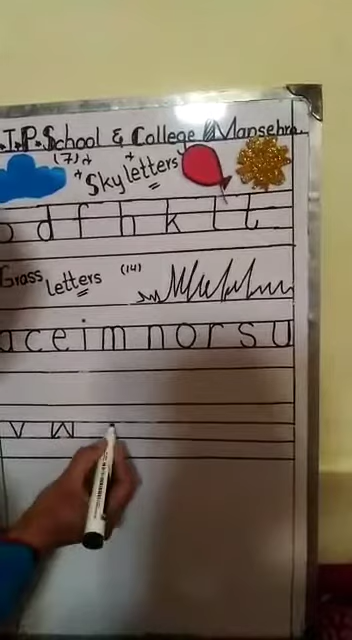 .T.P.School & College Mansehra.
(7)
Sky letters
b d f h k l t
Grass letters (14)
a c e i m n o r s u
v w